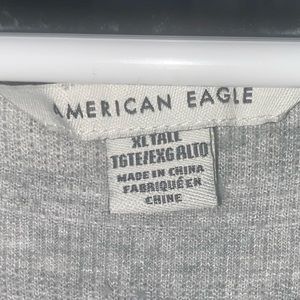 AMERICAN EAGLE
XL TALL
TGTE/EXG ALTO
MADE IN CHINA
FABRIQUÉ EN
CHINE